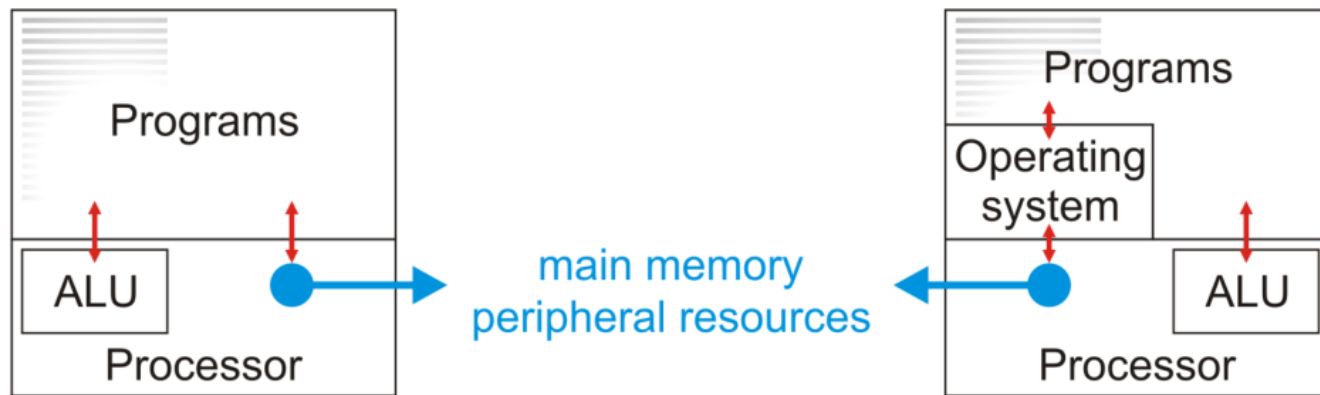 Programs
ALU
Processor
main memory
peripheral resources
Programs
Operating
system
ALU
Processor